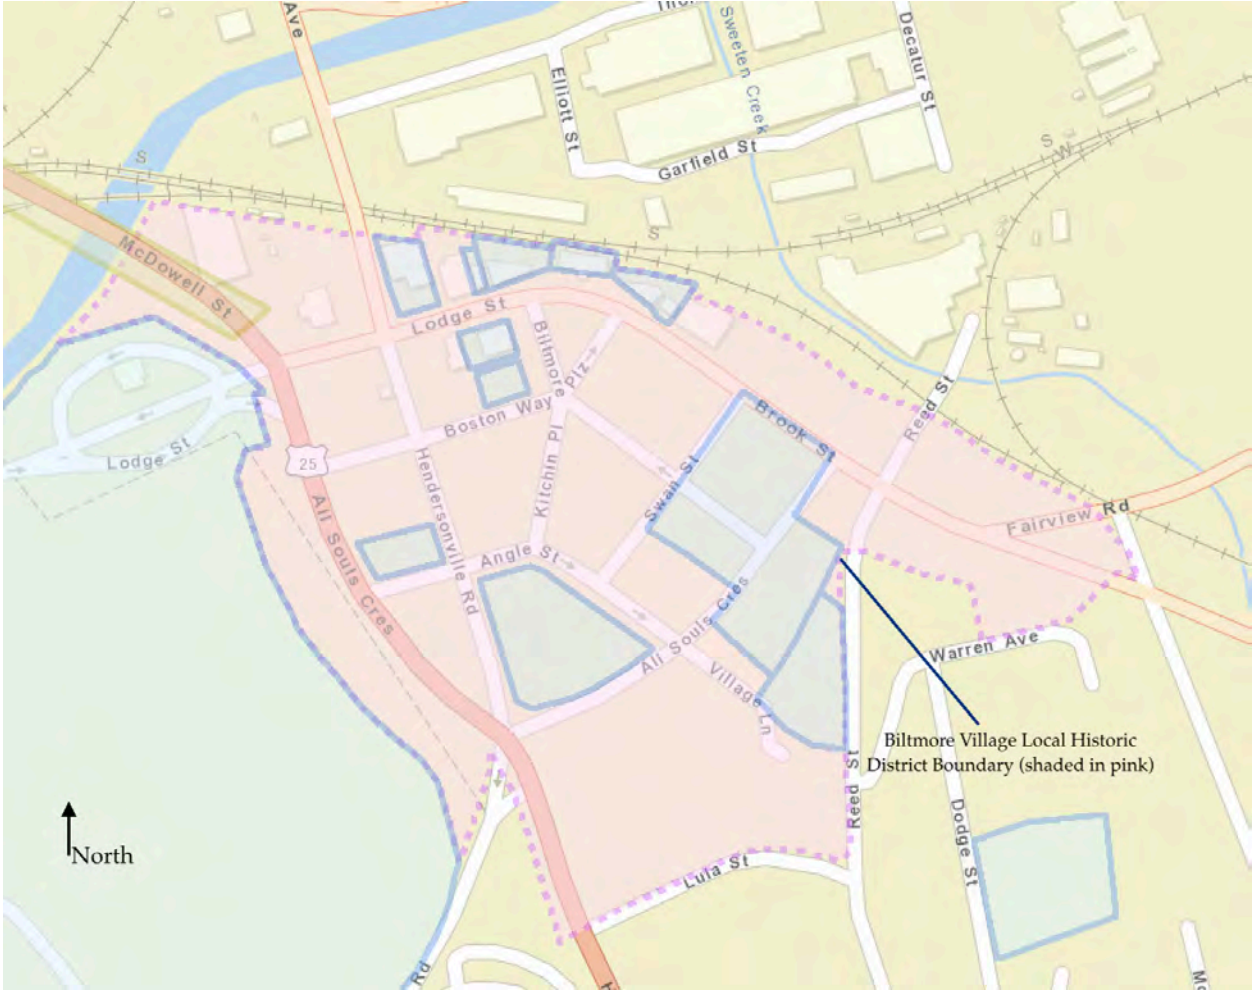 Ave
Sweeten Creek
Decatur St
Elliott St
Garfield St
S
S
W
S
McDowell St
Lodge St
Biltmore
Plz
Reed St
Boston Way
Brook St
Lodge St
25
Hendersonville Rd
Kitchin Pl
Swan St
Fairview Rd
All Souls Cres
Angle St
All Souls Cres
Village Ln
Warren Ave
Biltmore Village Local Historic
District Boundary (shaded in pink)
Reed St
Dodge St
North
Lula St
Rd